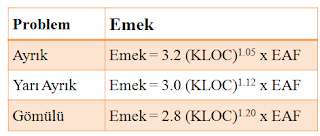 Problem Emek
Ayrık Emek = 3.2 (KLOC)^1.05 x EAF
Yarı Ayrık Emek = 3.0 (KLOC)^1.12 x EAF
Gömülü Emek = 2.8 (KLOC)^1.20 x EAF